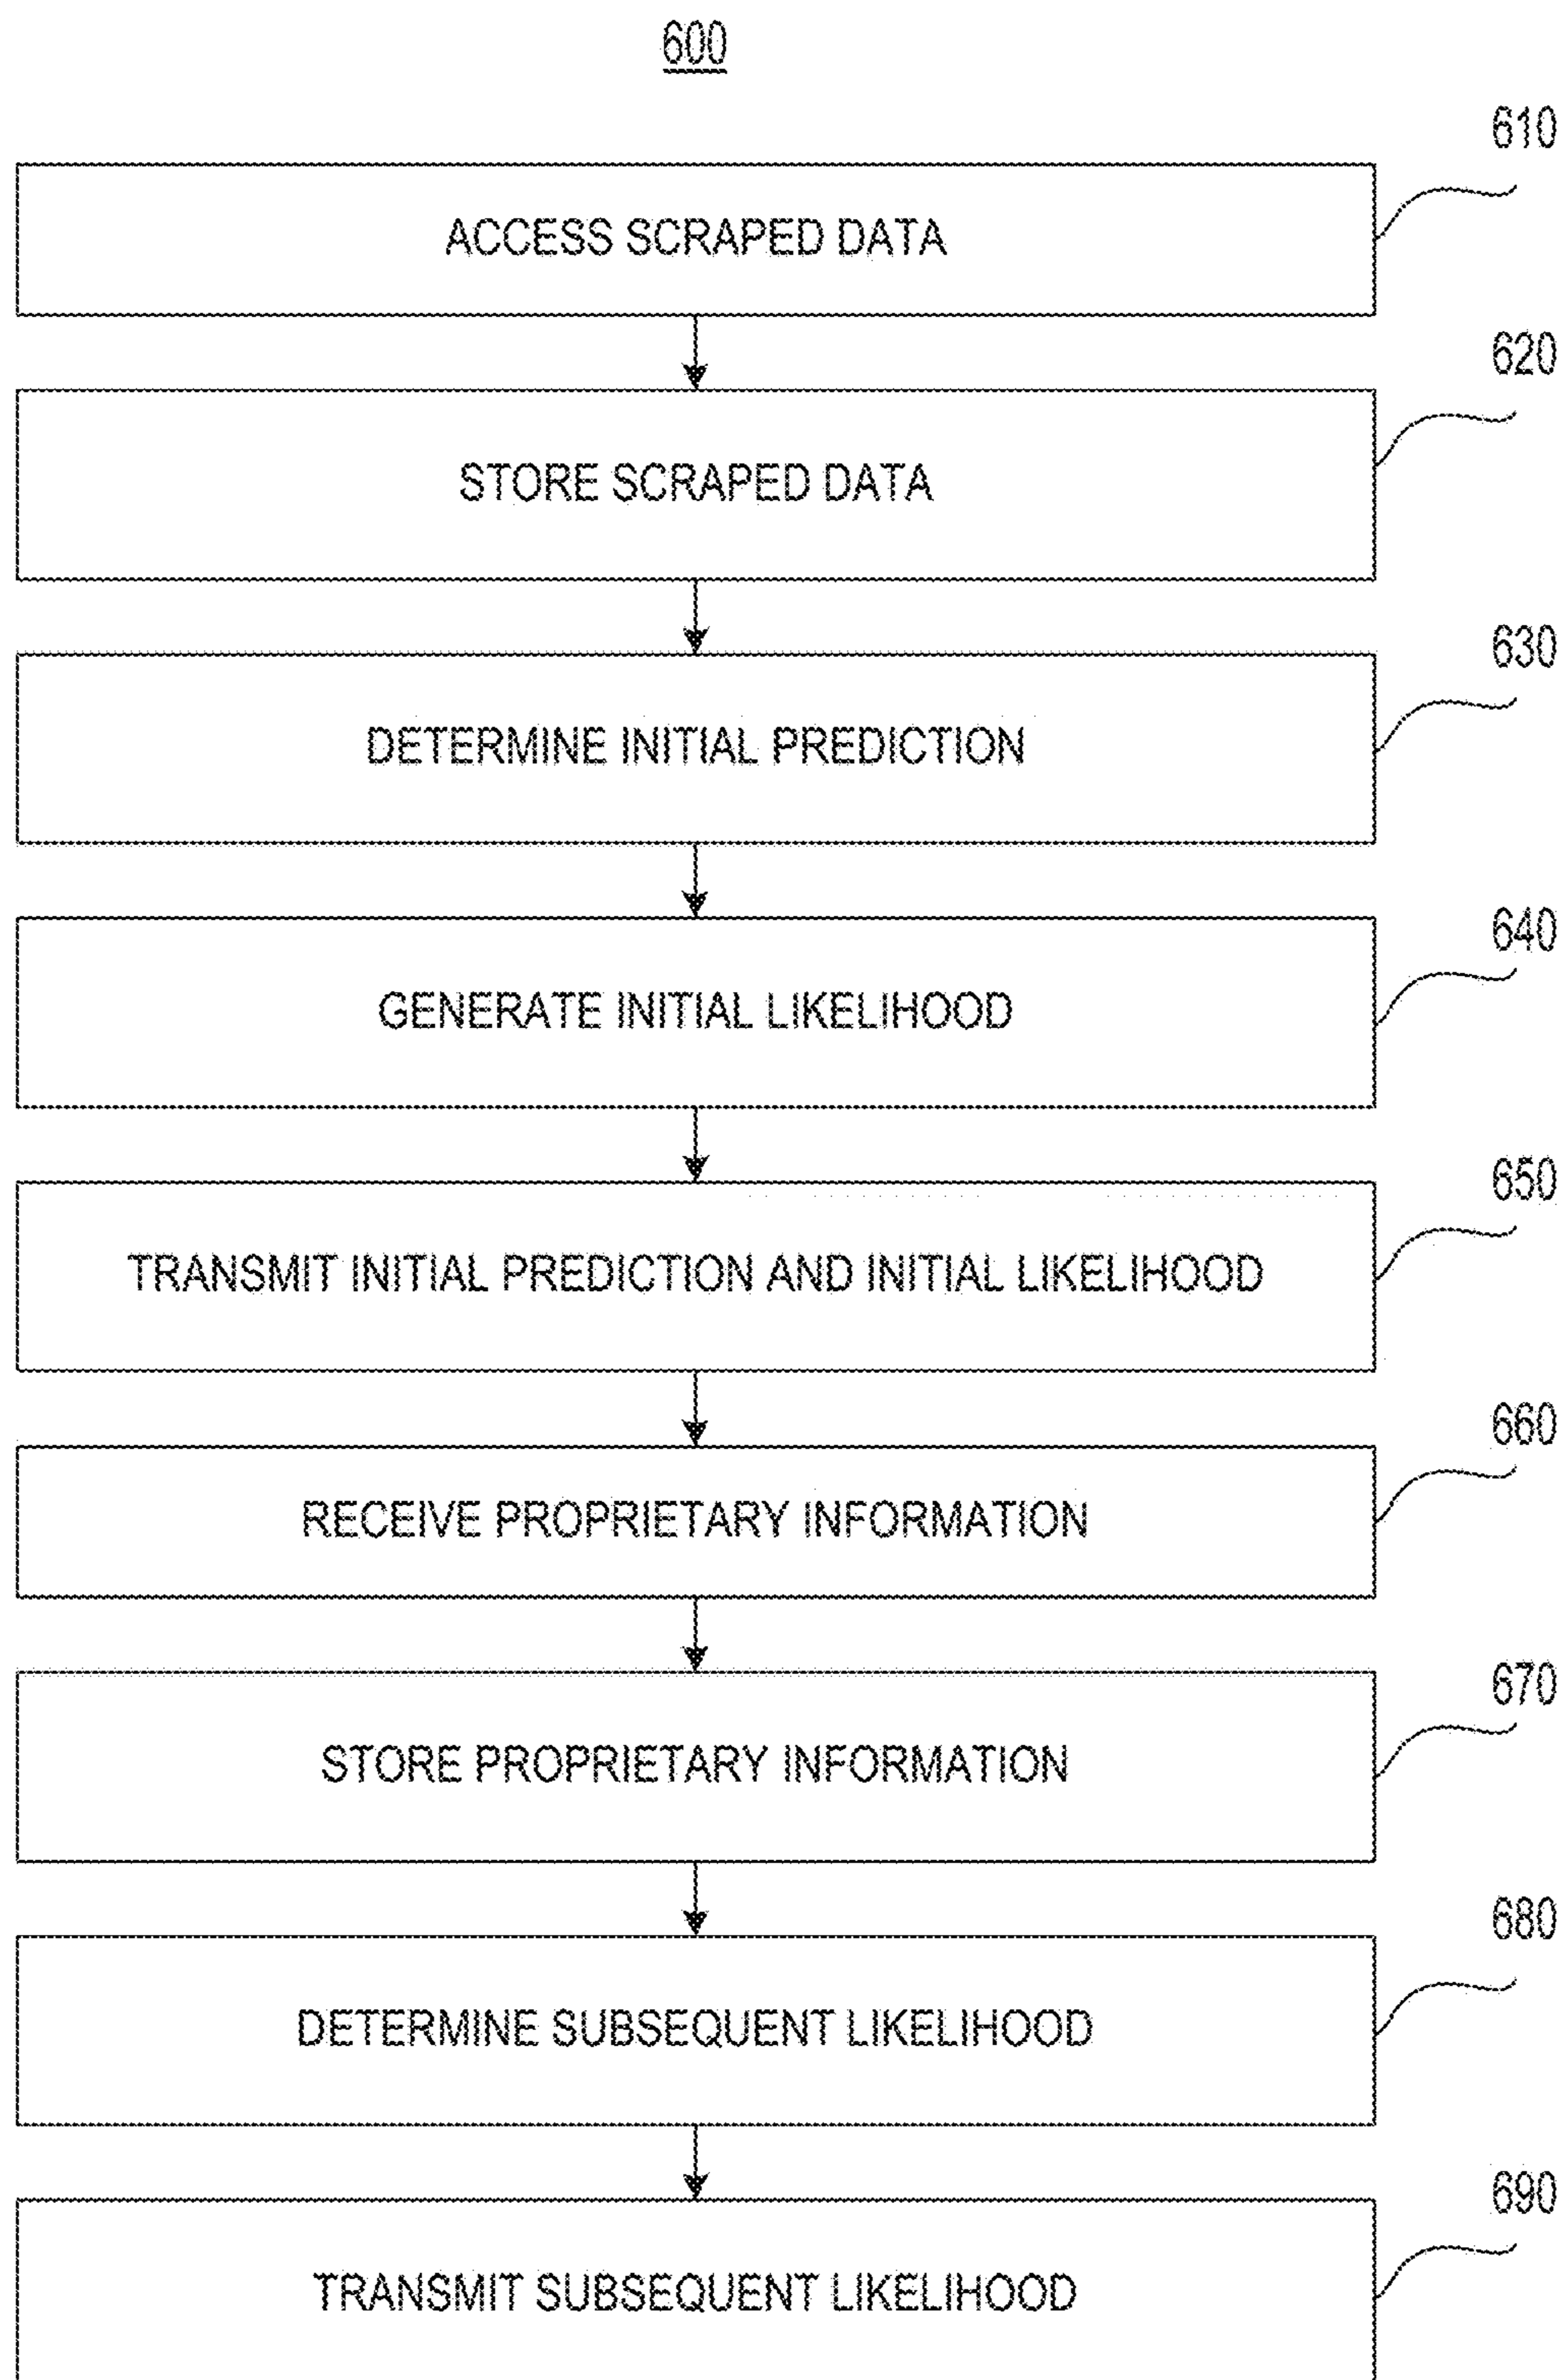 600
610
ACCESS SCRAPED DATA
620
STORE SCRAPED DATA
630
DETERMINE INITIAL PREDICTION
640
GENERATE INITIAL LIKELIHOOD
650
TRANSMIT INITIAL PREDICTION AND INITIAL LIKELIHOOD
660
RECEIVE PROPRIETARY INFORMATION
670
STORE PROPRIETARY INFORMATION
680
DETERMINE SUBSEQUENT LIKELIHOOD
690
TRANSMIT SUBSEQUENT LIKELIHOOD